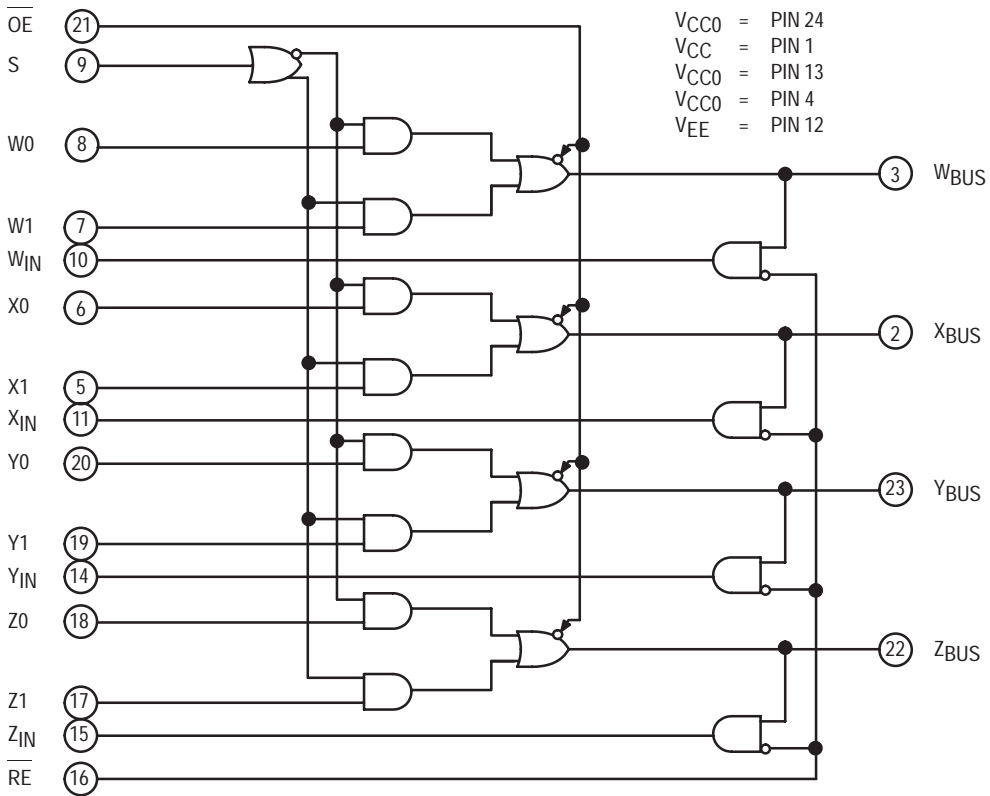 OE 21
S 9
VCC0 = PIN 24
VCC = PIN 1
VCC0 = PIN 13
VCC0 = PIN 4
VEE = PIN 12
W0 8
3 WBUS
W1 7
WIN 10
X0 6
2 XBUS
X1 5
XIN 11
Y0 20
23 YBUS
Y1 19
YIN 14
Z0 18
22 ZBUS
Z1 17
ZIN 15
RE 16